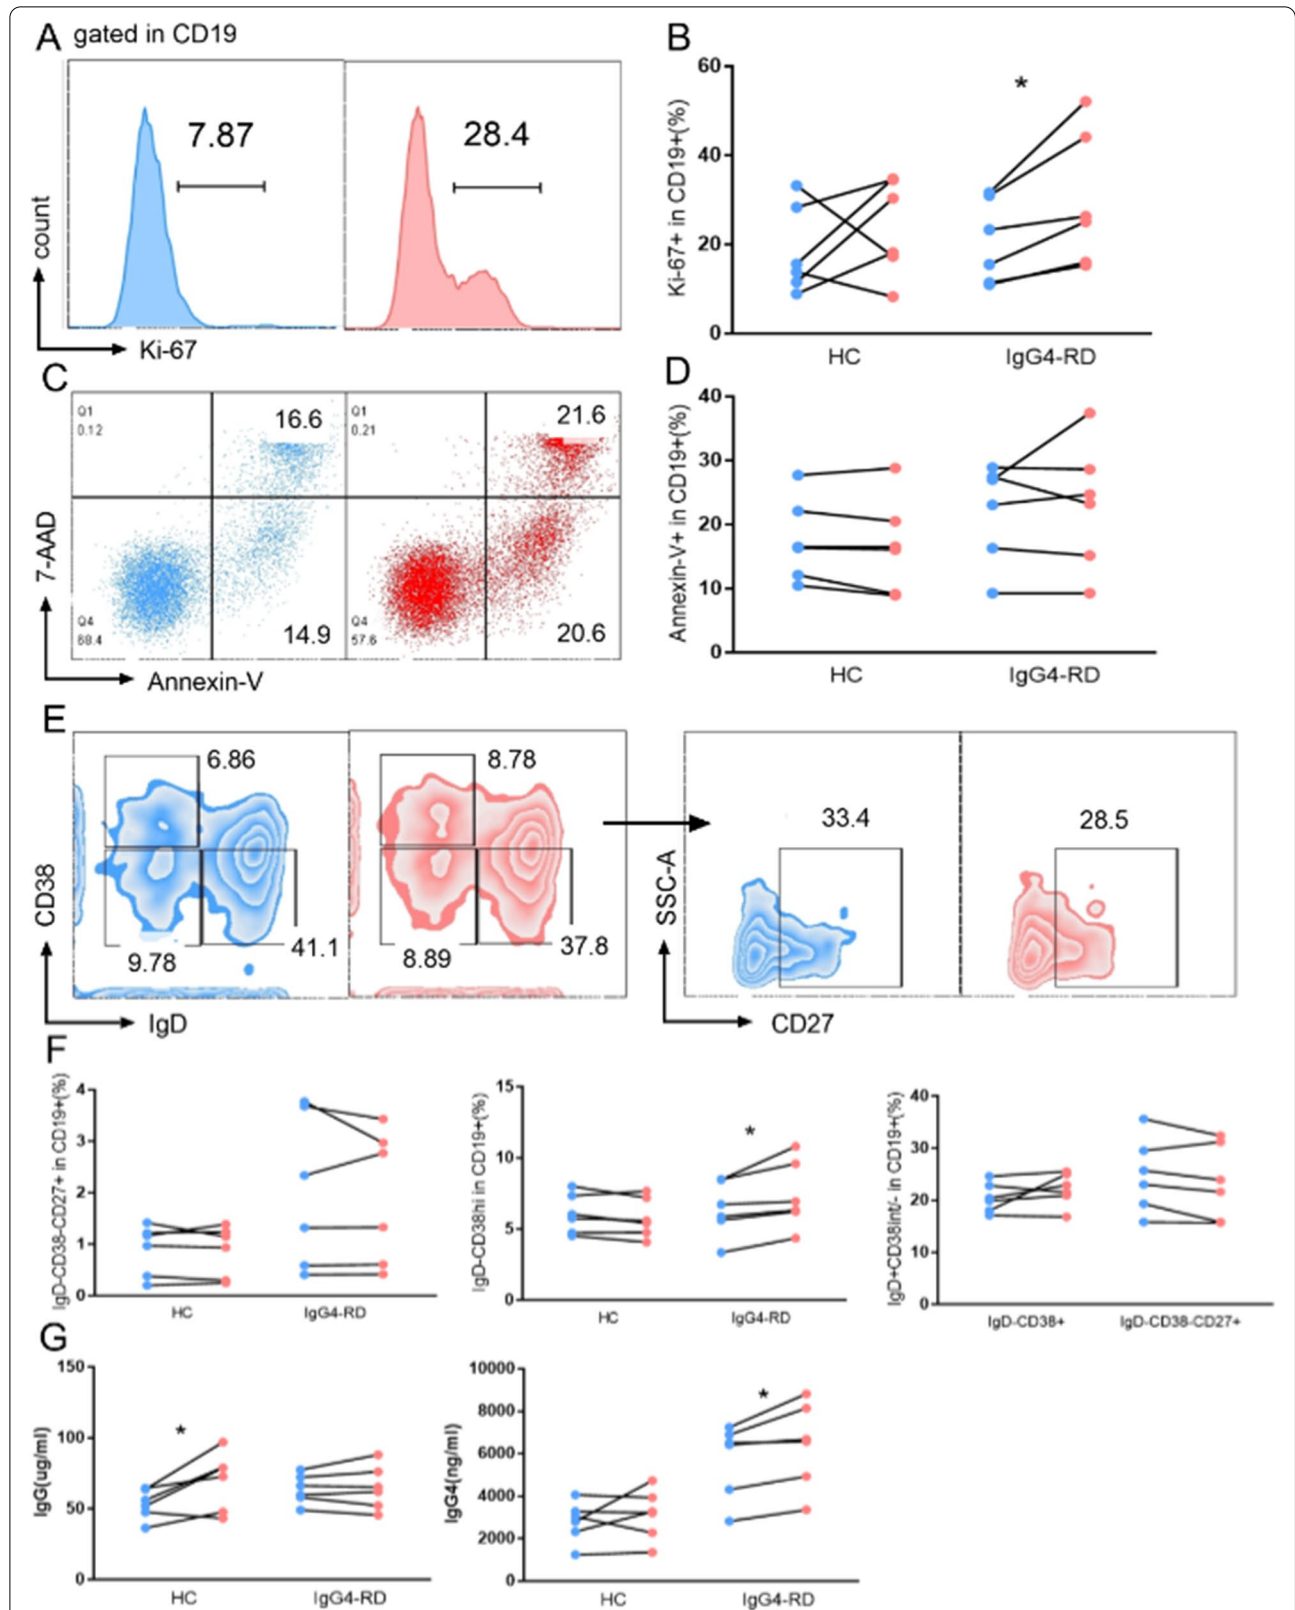 A gated in CD19
7.87
28.4
count
Ki-67
B
Ki-67+ in CD19+(%)
60
40
20
0
*
HC
IgG4-RD
C
Q1
0.12
16.6
Q1
0.21
21.6
7-AAD
Q4
68.4
14.9
Q4
57.6
20.6
Annexin-V
D
Annexin-V+ in CD19+(%)
40
30
20
10
0
HC
IgG4-RD
E
6.86
8.78
CD38
9.78
41.1
8.89
37.8
IgD
33.4
28.5
SSC-A
CD27
F
IgD-CD38-CD27+ in CD19+(%)
4
3
2
1
0
HC
IgG4-RD
IgD-CD38hi in CD19+(%)
15
10
5
0
*
HC
IgG4-RD
IgD+CD38int/- in CD19+(%)
40
30
20
10
0
IgD-CD38+
IgD-CD38-CD27+
G
IgG(ug/ml)
150
100
50
0
*
HC
IgG4-RD
IgG4(ng/ml)
10000
8000
6000
4000
2000
0
*
HC
IgG4-RD